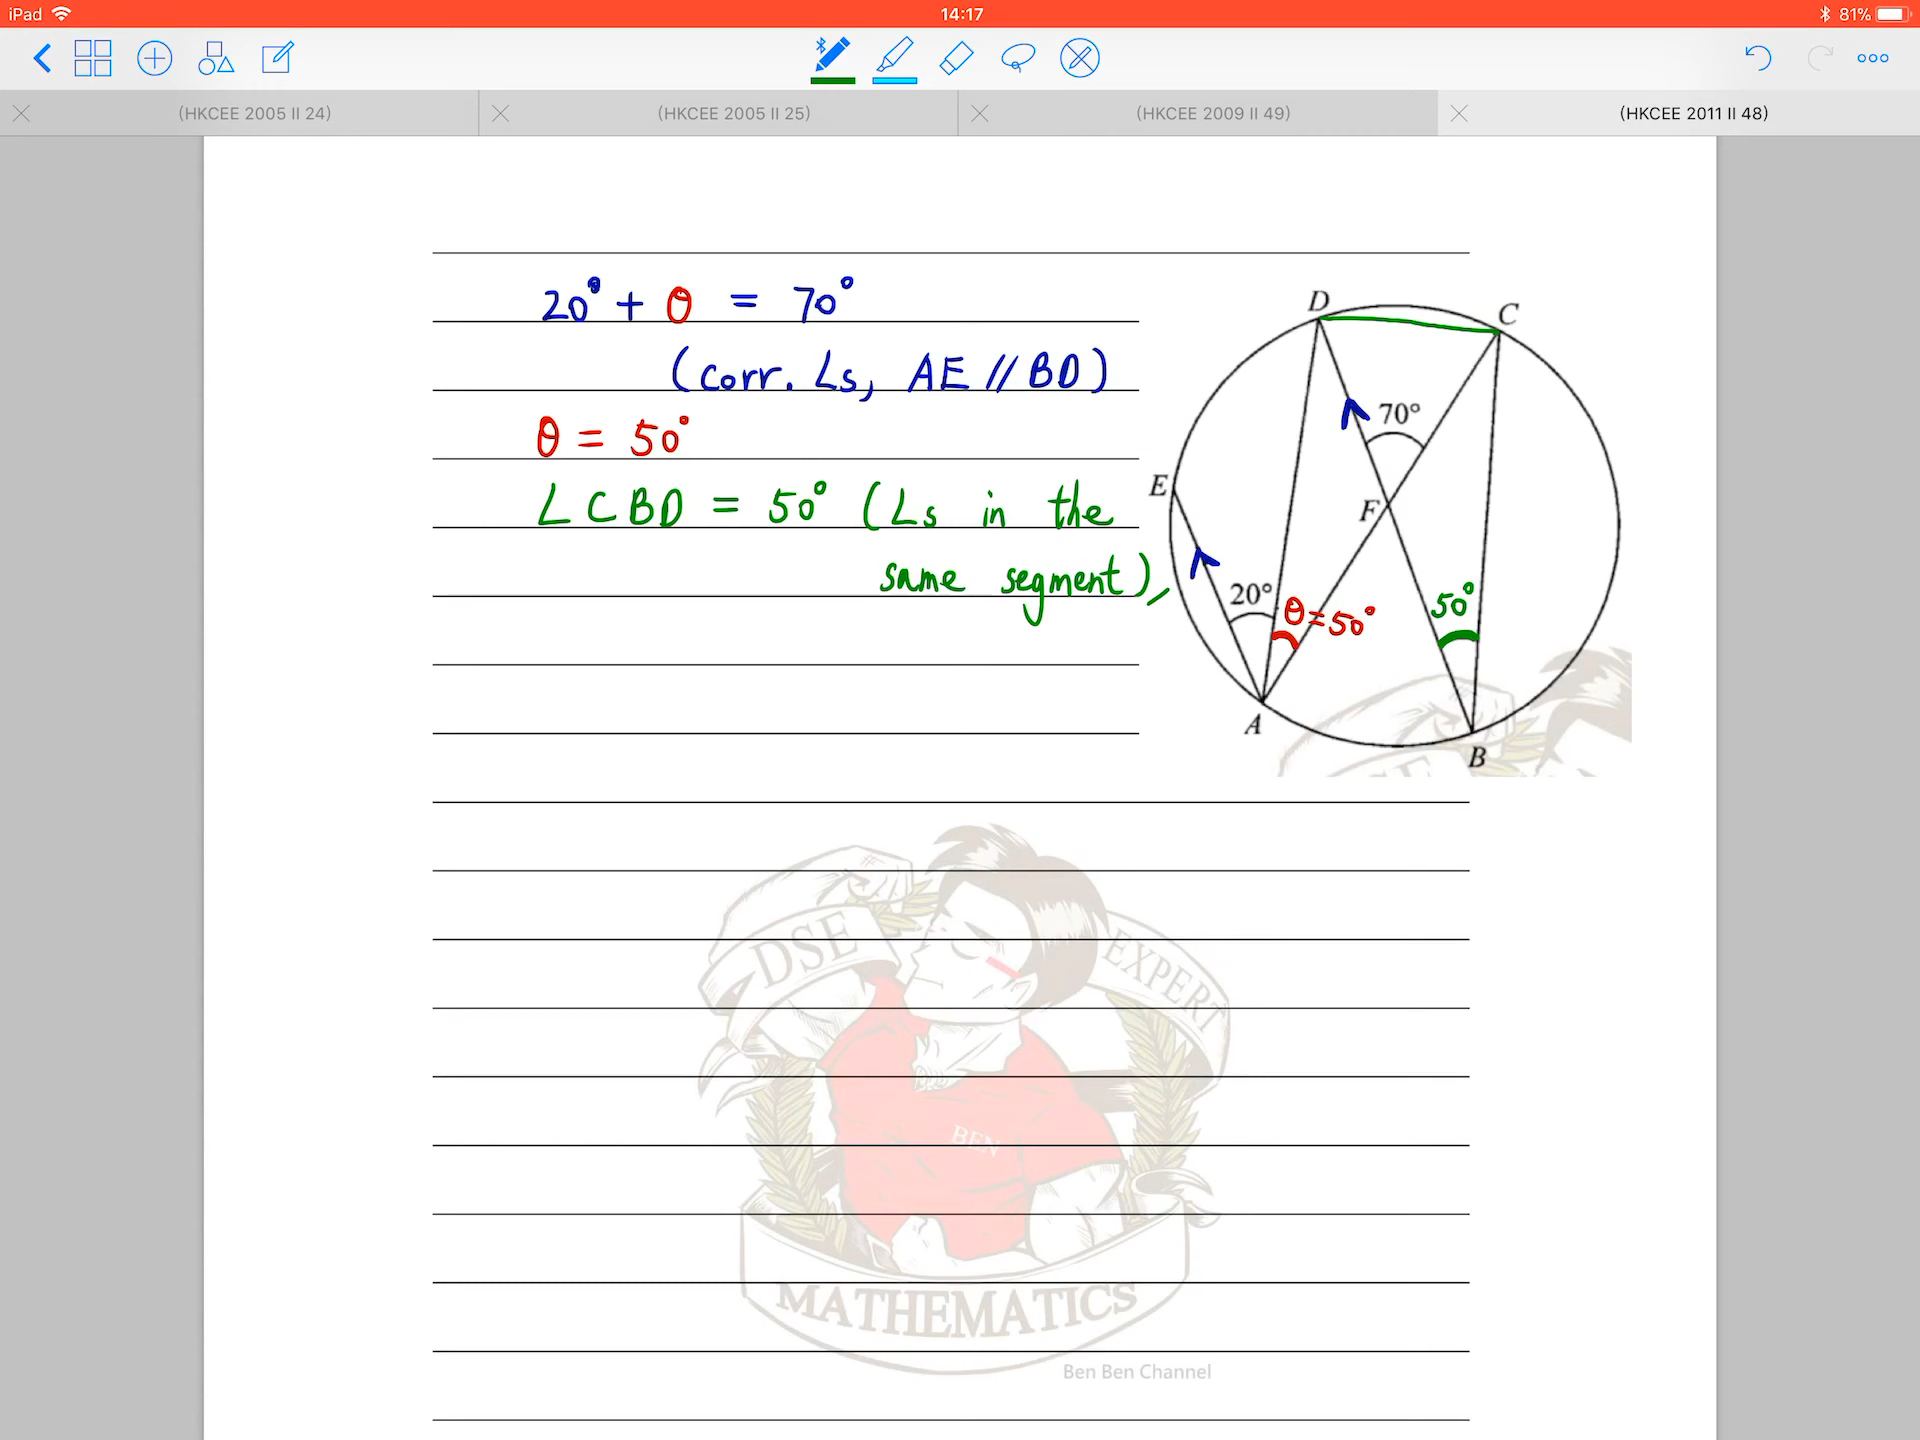 iPad 14:17 81%
(HKCEE 2005 II 24) (HKCEE 2005 II 25) (HKCEE 2009 II 49) (HKCEE 2011 II 48)
20° + θ = 70°
(corr. ∠s, AE // BD)
θ = 50°
∠CBD = 50° (∠s in the
same segment),
D
C
70°
E
F
20°
θ=50°
50°
A
B
DSE
EXPERT
BEN
MATHEMATICS
Ben Ben Channel